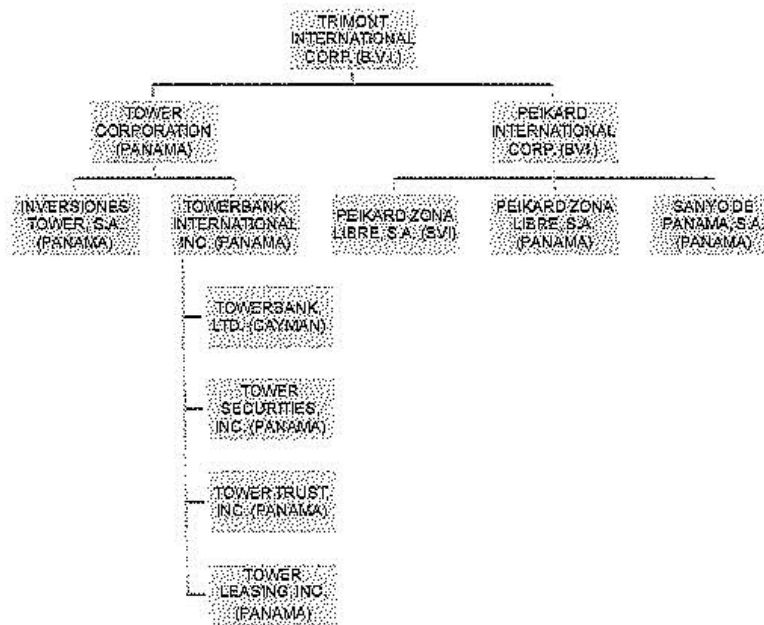 TRIMONT
INTERNATIONAL
CORP. (B.V.I.)
TOWER
CORPORATION
(PANAMA)
PEIKARD
INTERNATIONAL
CORP. (BVI.)
INVERSIONES
TOWER, S.A.
(PANAMA)
TOWERBANK
INTERNATIONAL
INC. (PANAMA)
PEIKARD ZONA
LIBRE, S.A. (BVI)
PEIKARD ZONA
LIBRE, S.A.
(PANAMA)
SANYO DE
PANAMA, S.A.
(PANAMA)
TOWERBANK,
LTD. (CAYMAN)
TOWER
SECURITIES,
INC. (PANAMA)
TOWER TRUST,
INC. (PANAMA)
TOWER
LEASING INC.
(PANAMA)